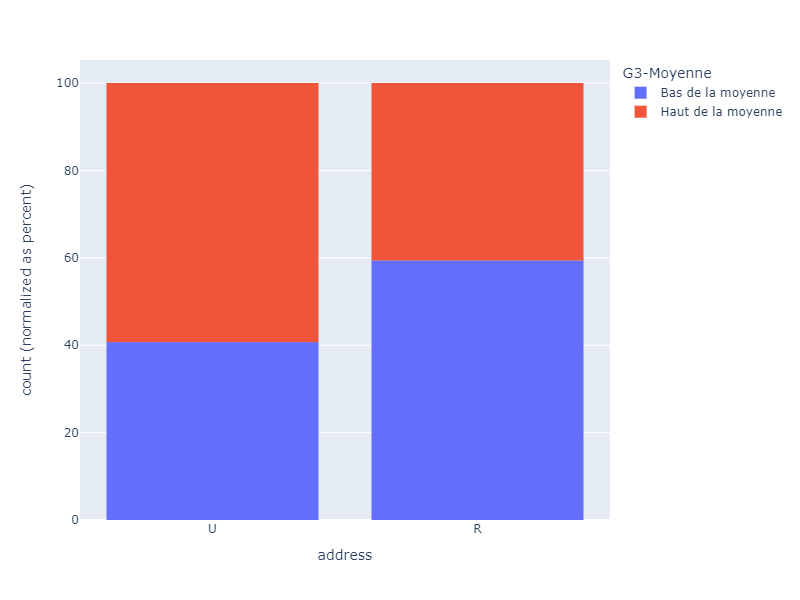 G3-Moyenne
Bas de la moyenne
Haut de la moyenne
count (normalized as percent)
100
80
60
40
20
0
U
R
address